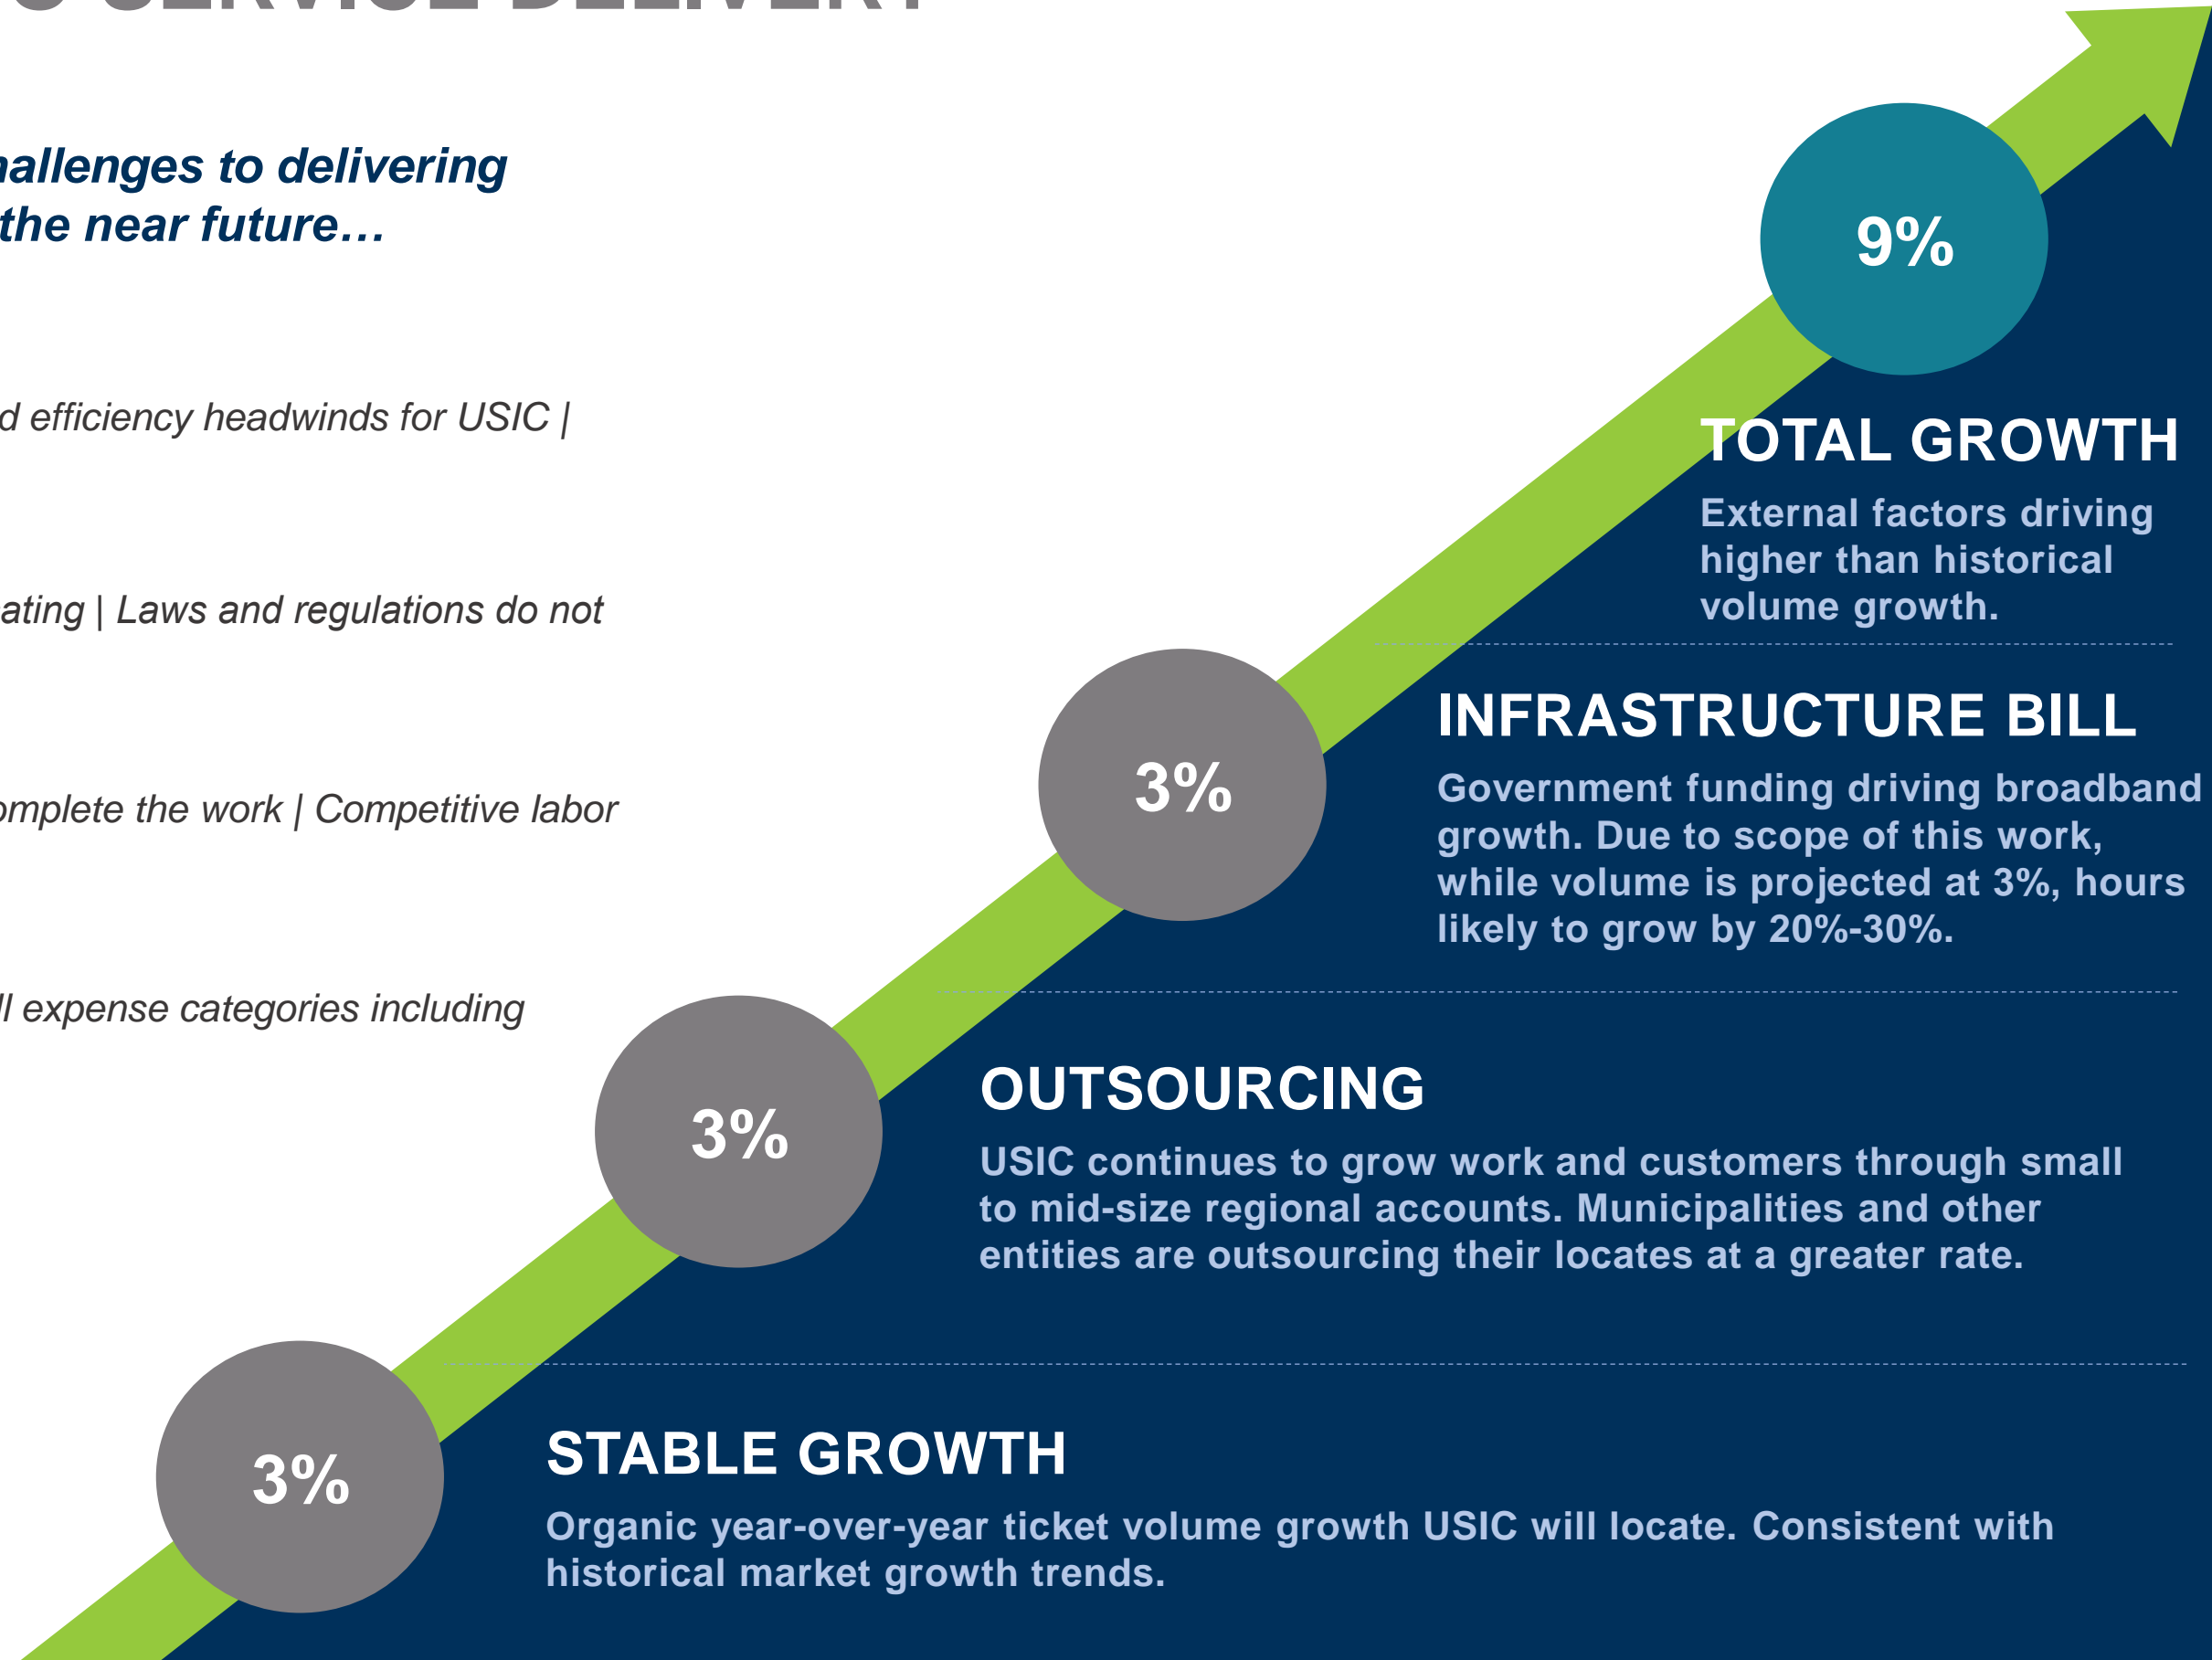 SERVICE DELIVERY
challenges to delivering
the near future…
efficiency headwinds for USIC |
| Laws and regulations do not
complete the work | Competitive labor
expense categories including
9%
TOTAL GROWTH
External factors driving
higher than historical
volume growth.
3%
INFRASTRUCTURE BILL
Government funding driving broadband
growth. Due to scope of this work,
while volume is projected at 3%, hours
likely to grow by 20%-30%.
3%
OUTSOURCING
USIC continues to grow work and customers through small
to mid-size regional accounts. Municipalities and other
entities are outsourcing their locates at a greater rate.
3%
STABLE GROWTH
Organic year-over-year ticket volume growth USIC will locate. Consistent with
historical market growth trends.